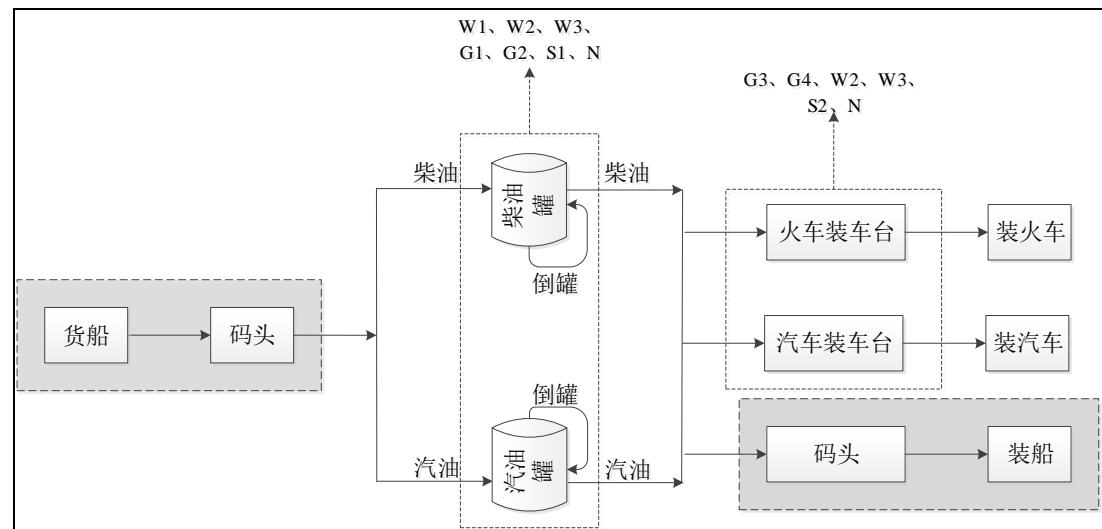 W1、W2、W3、
G1、G2、S1、N
G3、G4、W2、W3、
S2、N
柴油
柴油罐
柴油
倒罐
火车装车台
装火车
货船
码头
汽车装车台
装汽车
倒罐
汽油
汽油罐
汽油
码头
装船